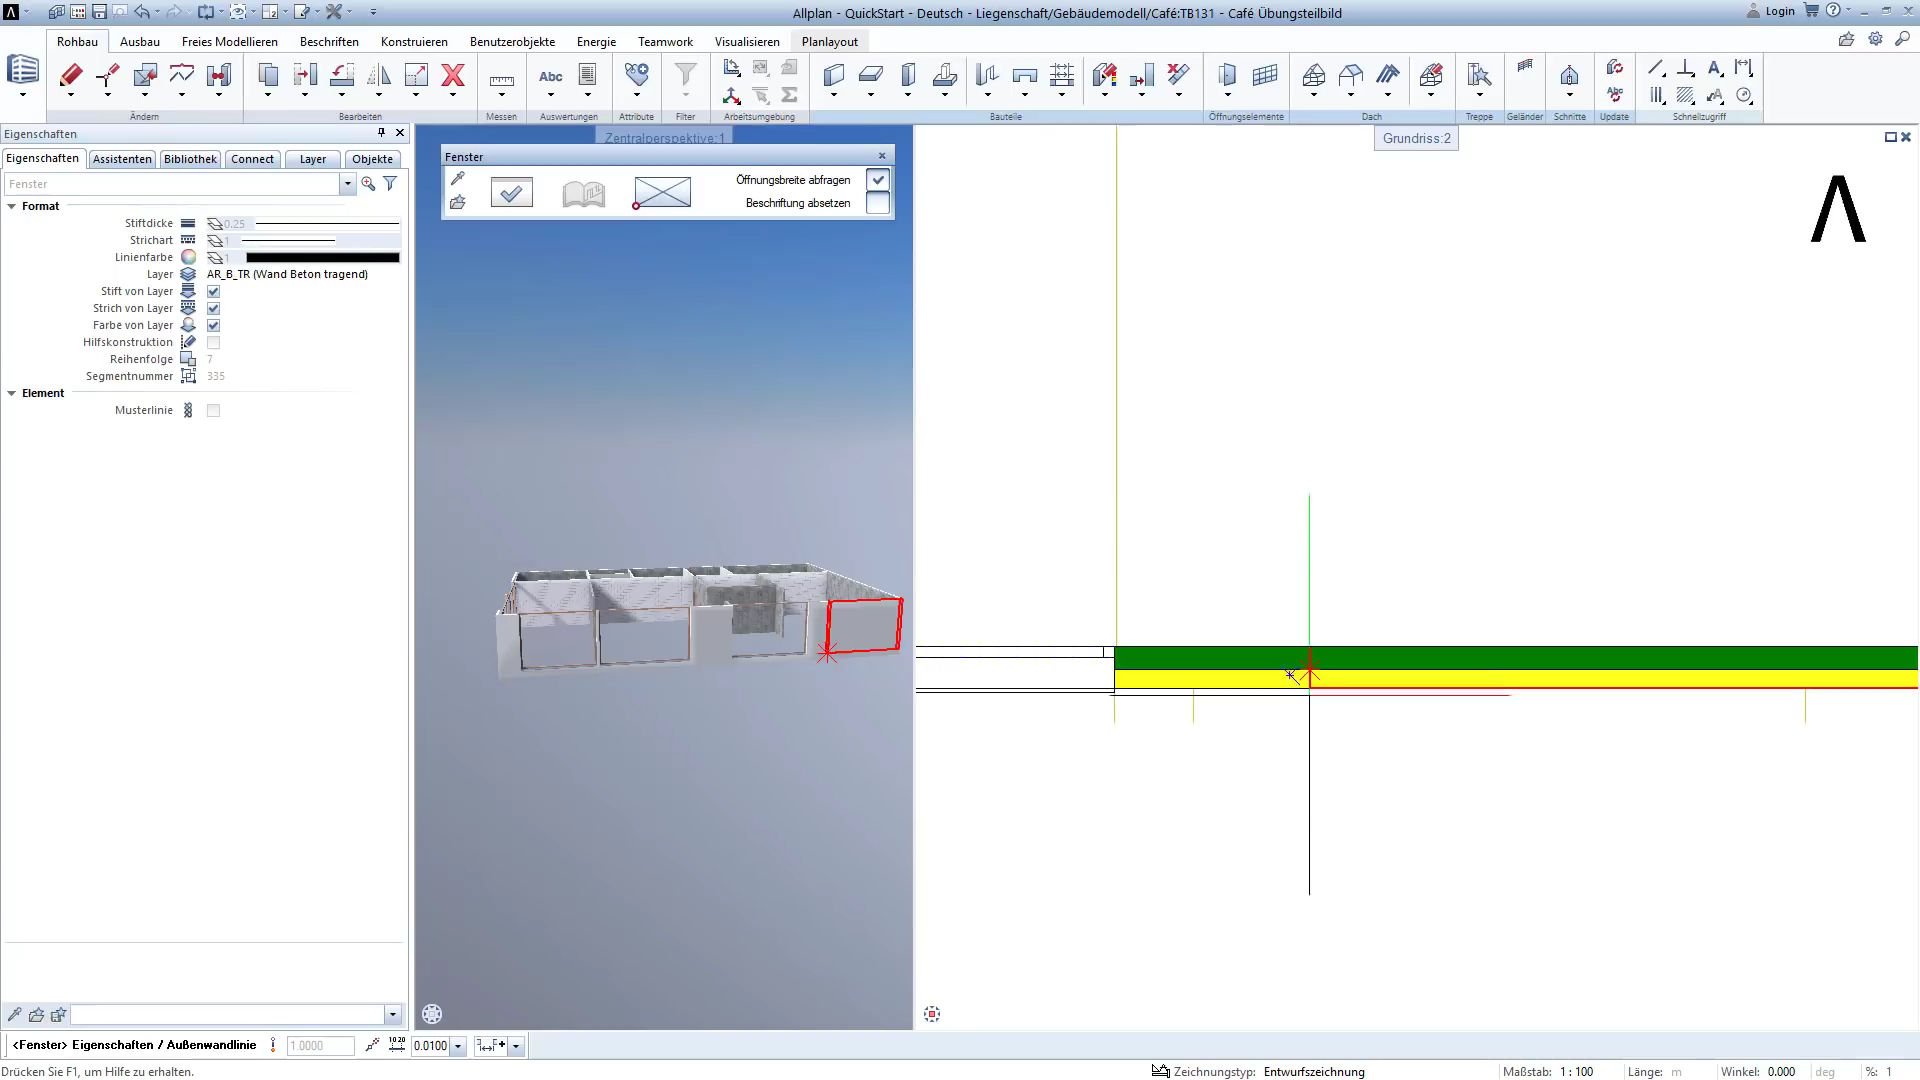 Allplan - QuickStart - Deutsch - Liegenschaft/Gebäudemodell/Café:TB131 - Café Übungsteilbild
Login
Rohbau Ausbau Freies Modellieren Beschriften Konstruieren Benutzerobjekte Energie Teamwork Visualisieren Planlayout
Abc
Abc
Ändern Bearbeiten Messen Auswertungen Attribute Filter Arbeitsumgebung Bauteile Öffnungselemente Dach Treppe Geländer Schnitte Update Schnellzugriff
Eigenschaften
Eigenschaften Assistenten Bibliothek Connect Layer Objekte
Fenster
Format
Stiftdicke 0.25
Strichart 1
Linienfarbe 1
Layer AR_B_TR (Wand Beton tragend)
Stift von Layer
Strich von Layer
Farbe von Layer
Hilfskonstruktion
Reihenfolge 7
Segmentnummer 335
Element
Musterlinie
Zentralperspektive:1
Fenster
Öffnungsbreite abfragen
Beschriftung absetzen
Grundriss:2
<Fenster> Eigenschaften / Außenwandlinie 1.0000 0.0100
Drücken Sie F1, um Hilfe zu erhalten.
Zeichnungstyp: Entwurfszeichnung Maßstab: 1 : 100 Länge: m Winkel: 0.000 deg %: 1